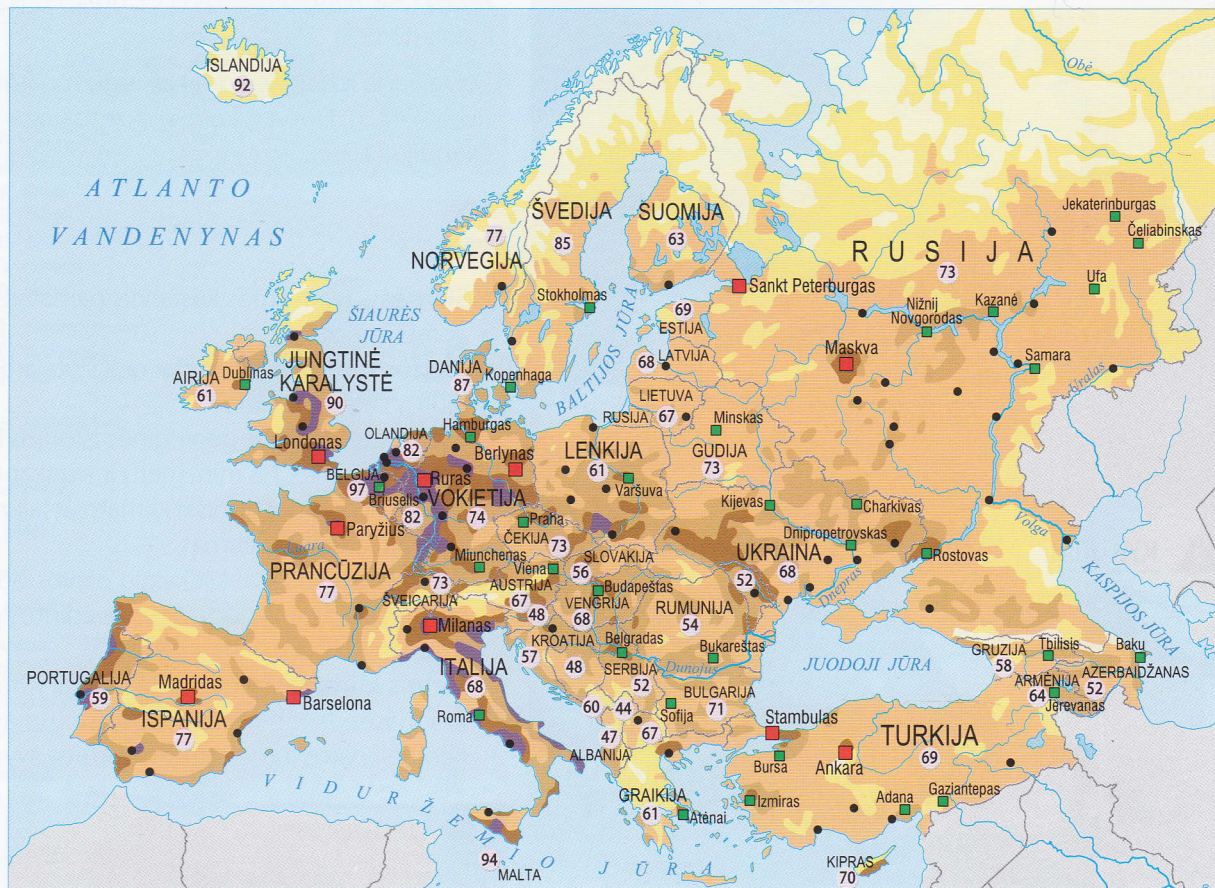 ISLANDIJA
92
Obė
ATLANTO
VANDENYNAS
ŠVEDIJA
85
SUOMIJA
63
77
NORVEGIJA
Jekaterinburgas
Čeliabinskas
RUSIJA
73
Ufa
Sankt Peterburgas
Stokholmas
Nižnij
Novgorodas
Kazanė
ŠIAURĖS
JŪRA
BALTIJOS JŪRA
69
ESTIJA
Maskva
Samara
Uralas
JUNGTINĖ
KARALYSTĖ
90
Dublinas
AIRIJA
61
DANIJA
87
Kopenhaga
68 LATVIJA
LIETUVA
67
RUSIJA
Minskas
GUDIJA
73
Londonas
OLANDIJA
82
Hamburgas
Berlynas
LENKIJA
61
Varšuva
BELGIJA
97
Briuselis
82
Ruras
VOKIETIJA
74
Kijevas
Charkivas
Praha
ČEKIJA
73
Dnipropetrovskas
Volga
Paryžius
Luara
PRANCŪZIJA
77
Miunchenas
Viena
SLOVAKIJA
56
UKRAINA
68
52
Rostovas
Dnepras
KASPIJOS JŪRA
73
ŠVEICARIJA
AUSTRIJA
67
Budapeštas
VENGRIJA
68
RUMUNIJA
54
48
Milanas
KROATIJA
57
48
Belgradas
SERBIJA
52
Bukareštas
Dunojus
JUODOJI JŪRA
GRUZIJA
58
Tbilisis
Baku
ARMĖNIJA
64
Jerevanas
AZERBAIDŽANAS
52
PORTUGALIJA
59
Madridas
ISPANIJA
77
Barselona
ITALIJA
68
Roma
60
44
47
67
ALBANIJA
BULGARIJA
71
Sofija
Stambulas
Bursa
Ankara
TURKIJA
69
Izmiras
Adana
Gaziantepas
GRAIKIJA
61
Atėnai
VIDURŽEMIO JŪRA
94
MALTA
KIPRAS
70